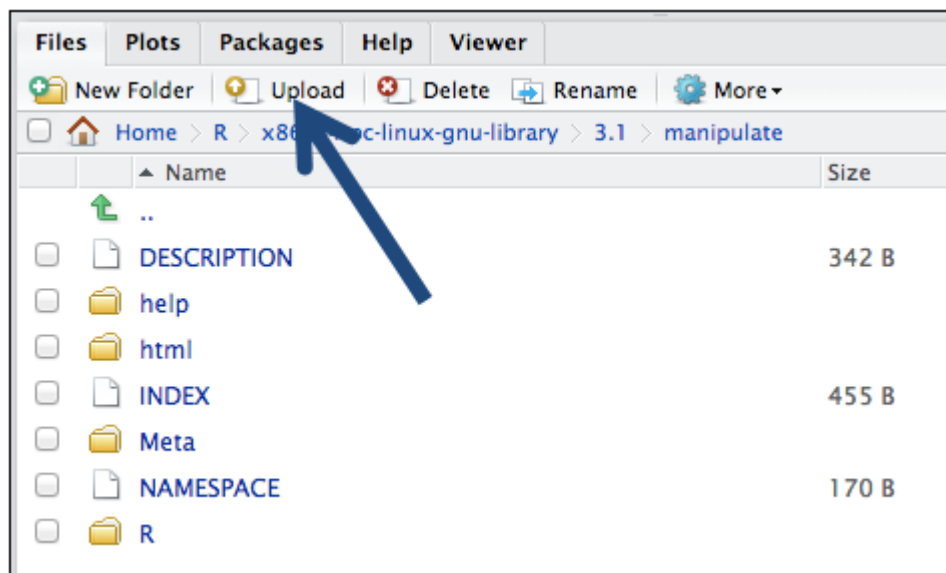 Files Plots Packages Help Viewer
New Folder Upload Delete Rename More
Home > R > x86 c-linux-gnu-library > 3.1 > manipulate
Name Size
..
DESCRIPTION 342 B
help
html
INDEX 455 B
Meta
NAMESPACE 170 B
R